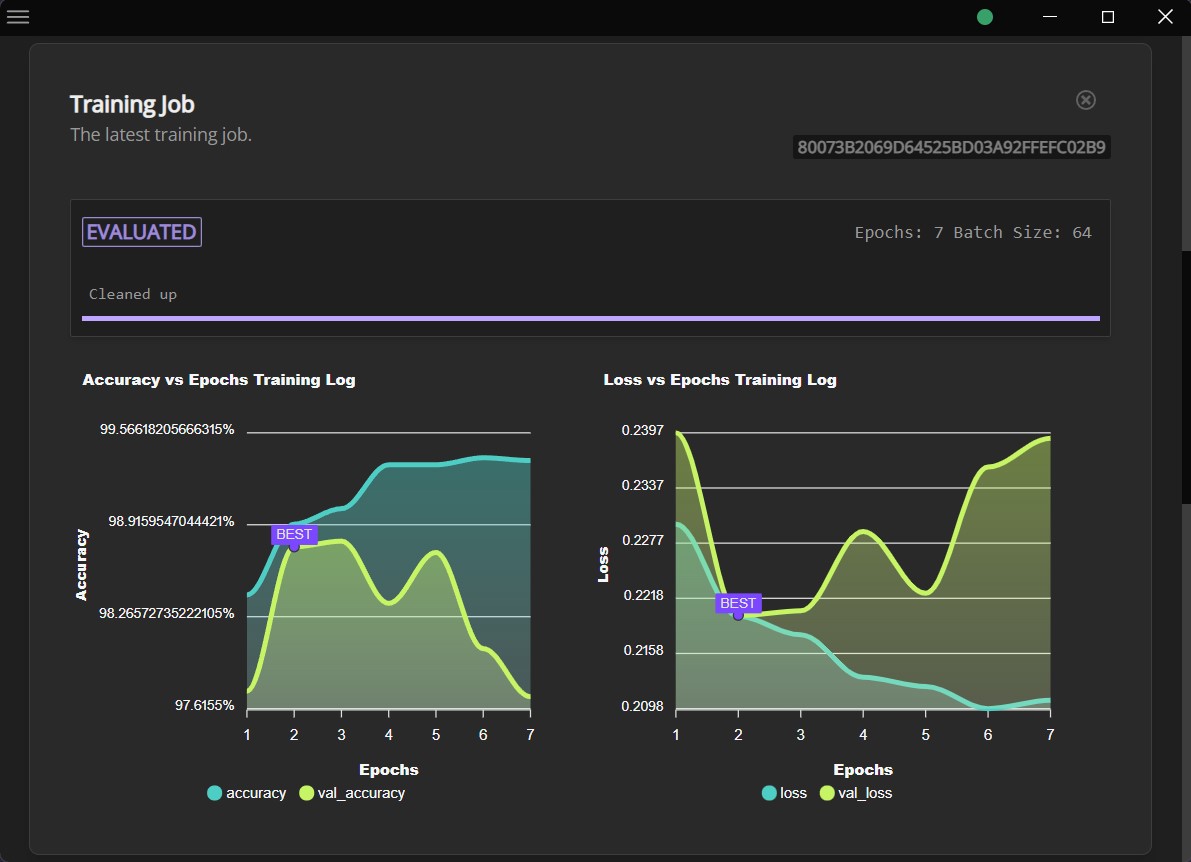 Training Job
The latest training job.
80073B2069D64525BD03A92FFEFC02B9
EVALUATED
Epochs: 7 Batch Size: 64
Cleaned up
Accuracy vs Epochs Training Log
99.56618205666315%
98.9159547044421%
98.26572735222105%
97.6155%
Accuracy
BEST
1 2 3 4 5 6 7
Epochs
accuracy val_accuracy
Loss vs Epochs Training Log
0.2397
0.2337
0.2277
0.2218
0.2158
0.2098
Loss
BEST
1 2 3 4 5 6 7
Epochs
loss val_loss